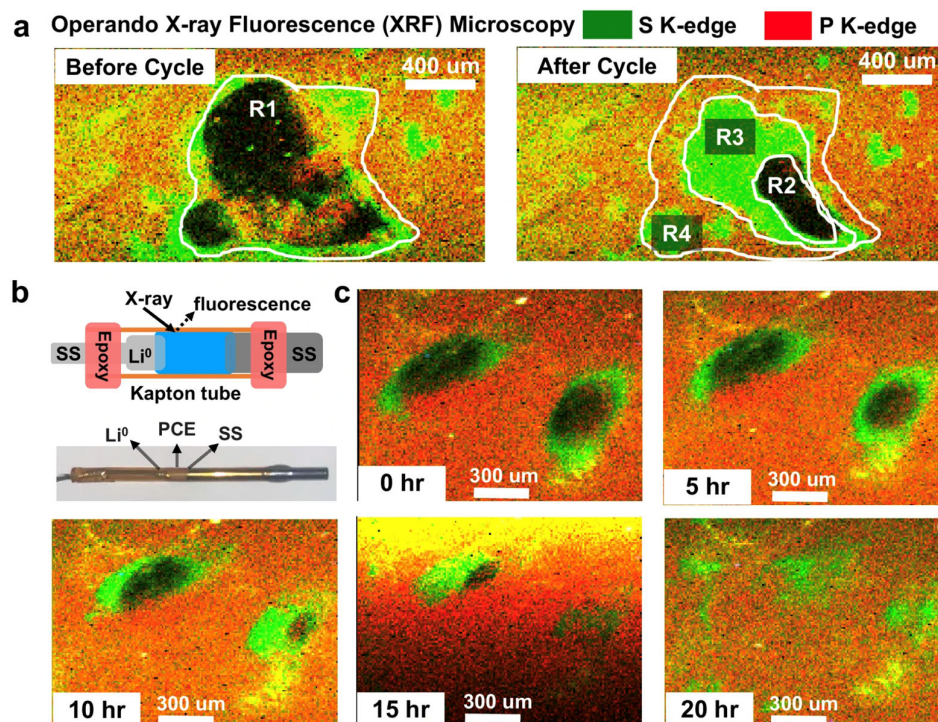 a Operando X-ray Fluorescence (XRF) Microscopy S K-edge P K-edge
Before Cycle
400 um
R1
After Cycle
400 um
R3
R2
R4
b
X-ray
fluorescence
SS
Epoxy
Li⁰
Epoxy
SS
Kapton tube
Li⁰
PCE
SS
c
0 hr
300 um
5 hr
300 um
10 hr
300 um
15 hr
300 um
20 hr
300 um